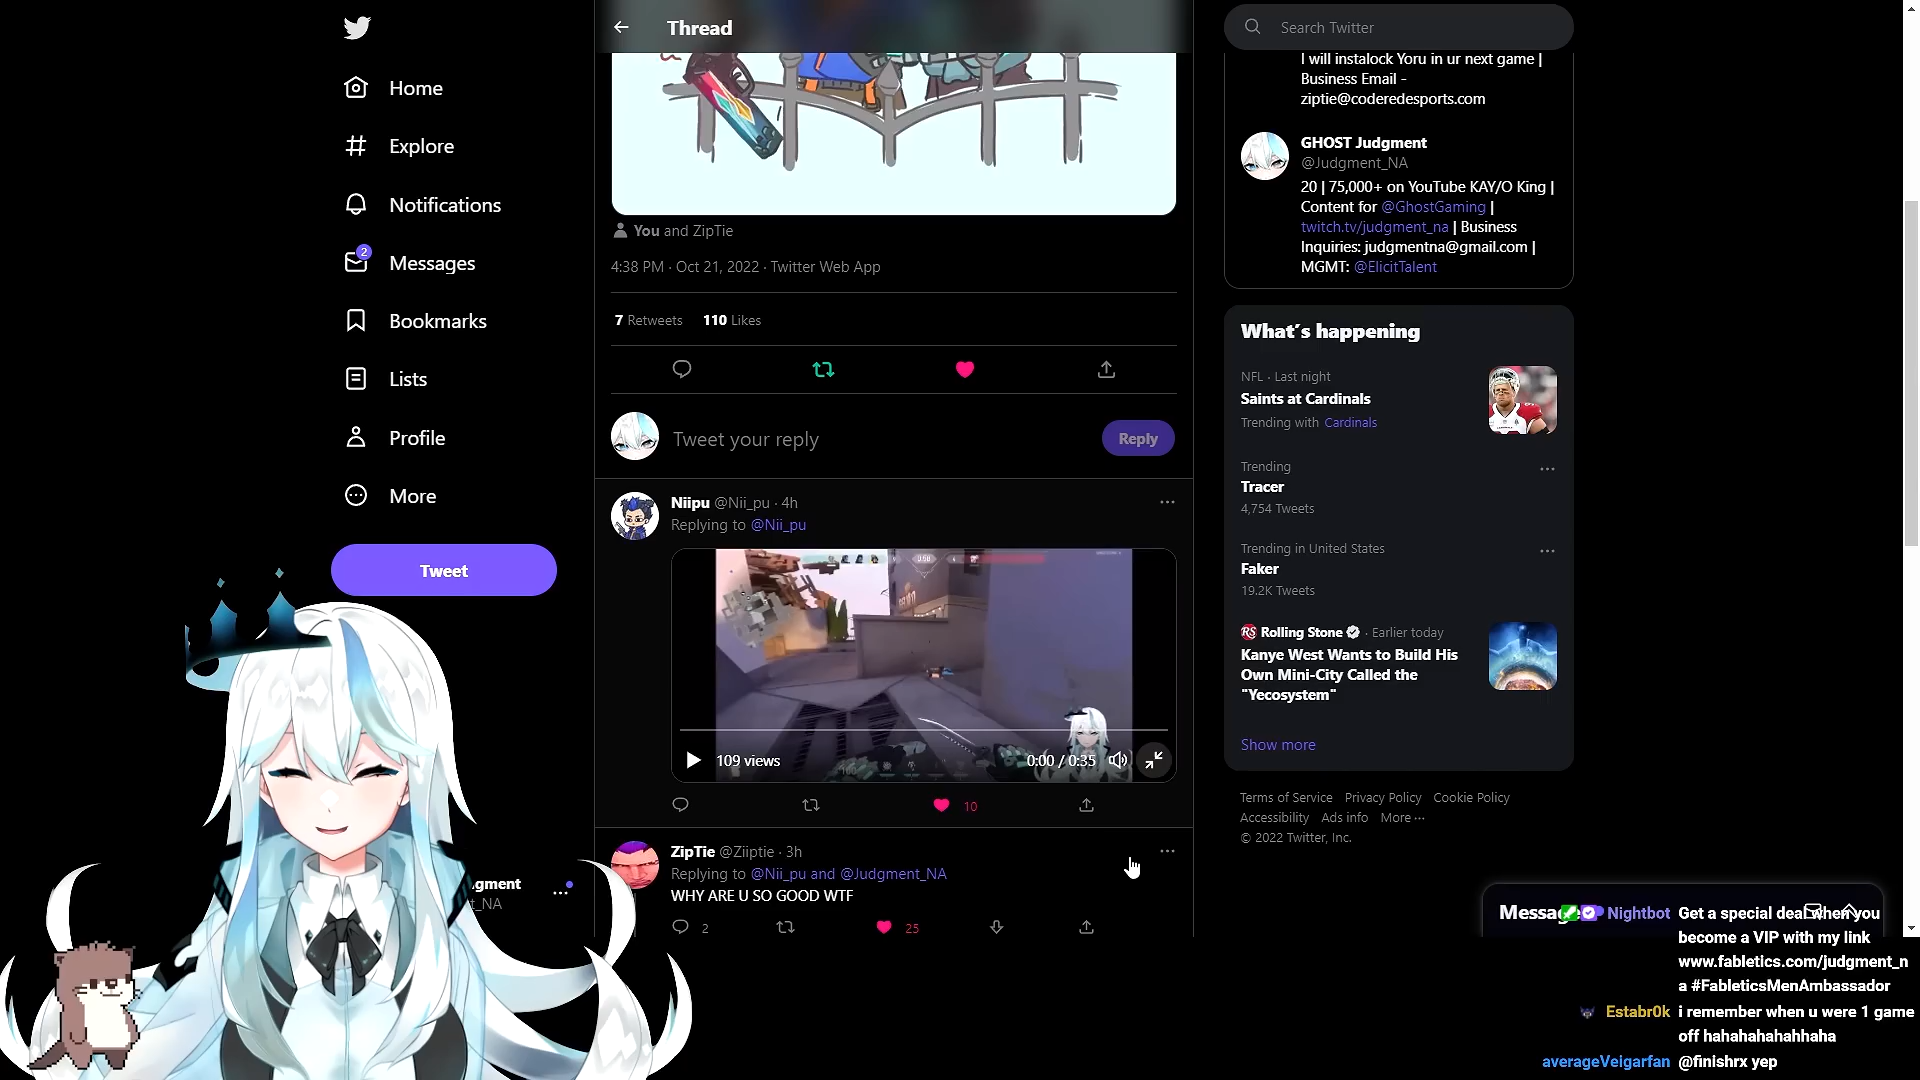 Home
Explore
Notifications
2
Messages
Bookmarks
Lists
Profile
More
Tweet
Thread
You and ZipTie
4:38 PM · Oct 21, 2022 · Twitter Web App
7 Retweets 110 Likes
Tweet your reply
Reply
Niipu @Nii_pu · 4h
Replying to @Nii_pu
109 views
0:00 / 0:35
10
ZipTie @Ziiptie · 3h
Replying to @Nii_pu and @Judgment_NA
WHY ARE U SO GOOD WTF
2
25
Search Twitter
I will instalock Yoru in ur next game |
Business Email -
ziptie@coderedesports.com
GHOST Judgment
@Judgment_NA
20 | 75,000+ on YouTube KAY/O King |
Content for @GhostGaming |
twitch.tv/judgment_na | Business
Inquiries: judgmentna@gmail.com |
MGMT: @ElicitTalent
What's happening
NFL · Last night
Saints at Cardinals
Trending with Cardinals
Trending
Tracer
4,754 Tweets
Trending in United States
Faker
19.2K Tweets
RS Rolling Stone · Earlier today
Kanye West Wants to Build His
Own Mini-City Called the
"Yecosystem"
Show more
Terms of Service Privacy Policy Cookie Policy
Accessibility Ads info More ···
© 2022 Twitter, Inc.
Nightbot Get a special deal when you
become a VIP with my link
www.fabletics.com/judgment_n
a #FableticsMenAmbassador
Estabr0k i remember when u were 1 game
off hahahahahahhaha
averageVeigarfan @finishrx yep